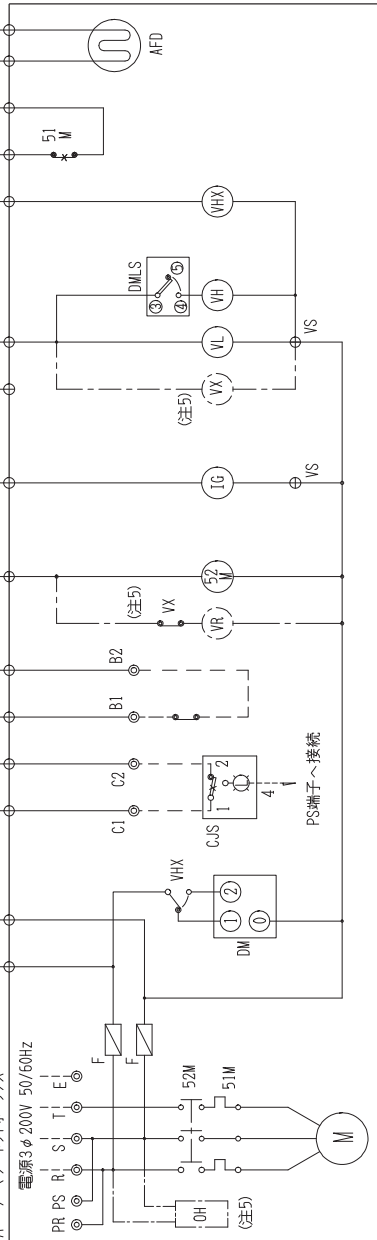 AFD
51
M
VHX
DMLS
③
④
⑤
VH
VL
VS
VX
(注5)
IG
VS
52
M
(注5)
VX
VR
B2
B1
C2
C1
CJS
1
2
L
4
PS端子へ接続
VHX
DM
①
②
⓪
F
F
電源3φ200V 50/60Hz
PR
PS
R
S
T
E
52M
51M
OH
(注5)
M